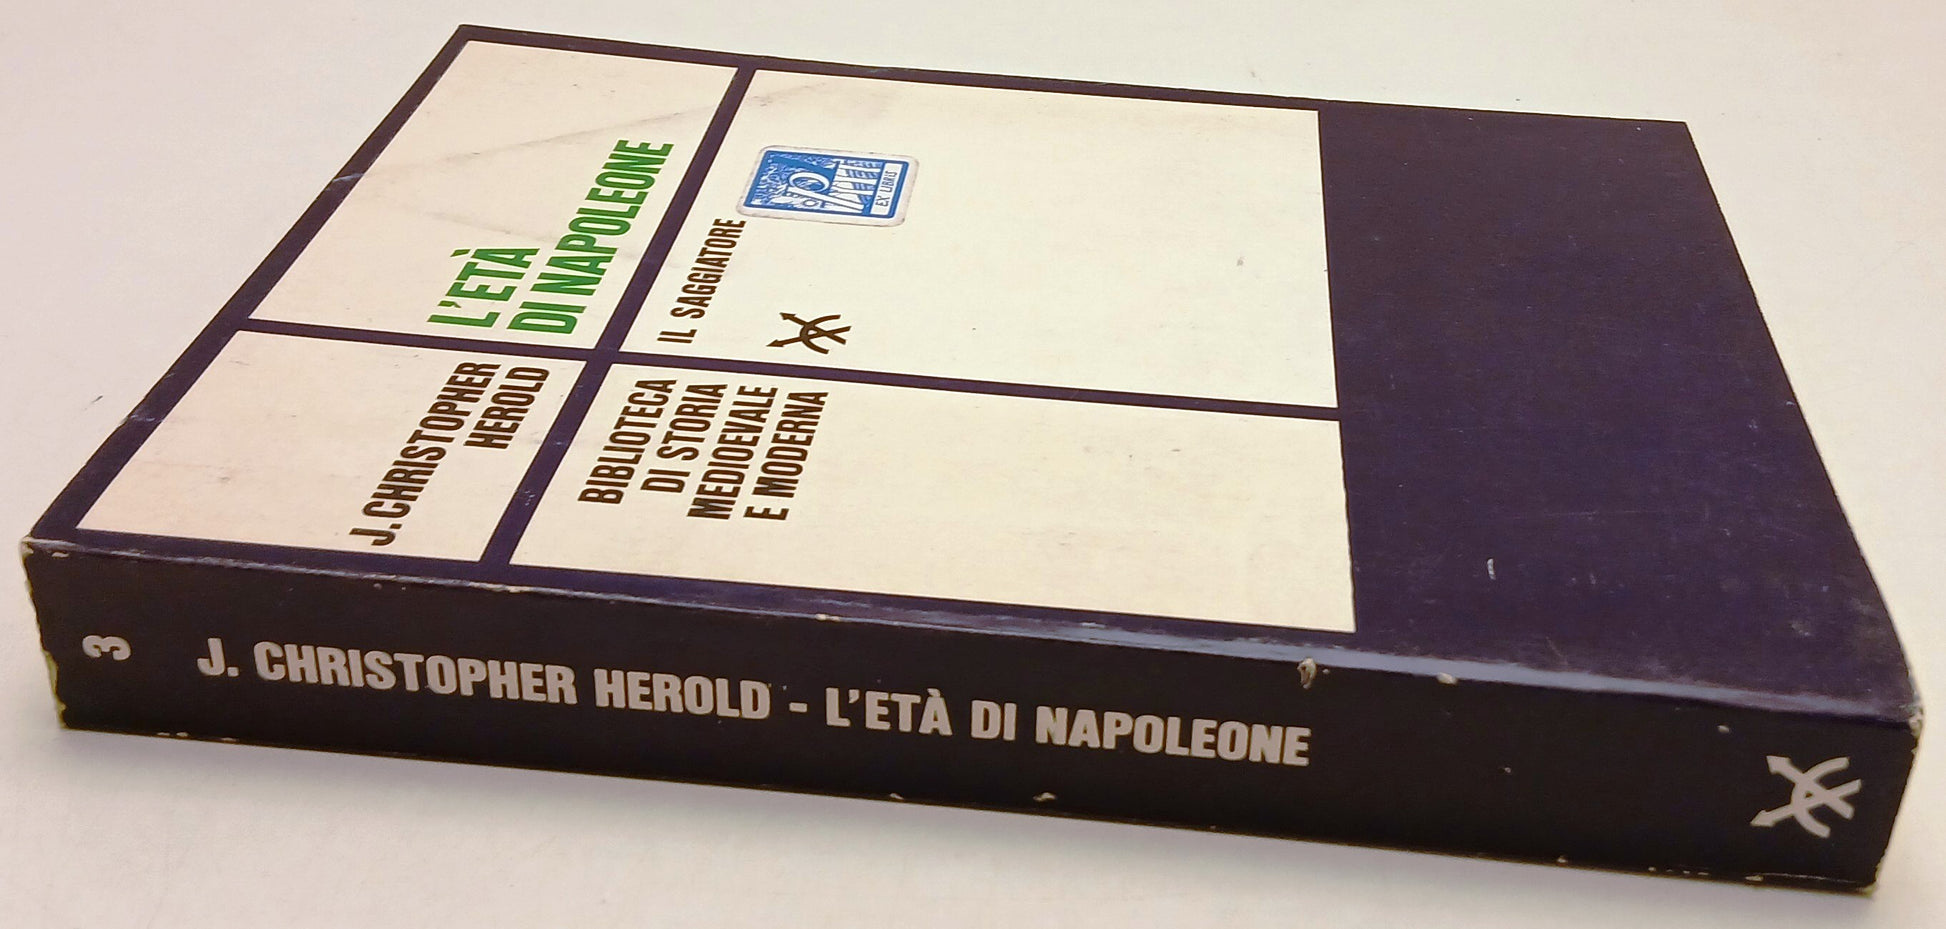 J. CHRISTOPHER
HEROLD
L'ETÀ
DI NAPOLEONE
BIBLIOTECA
DI STORIA
MEDIOEVALE
E MODERNA
IL SAGGIATORE
EX LIBRIS
3 J. CHRISTOPHER HEROLD - L'ETÀ DI NAPOLEONE